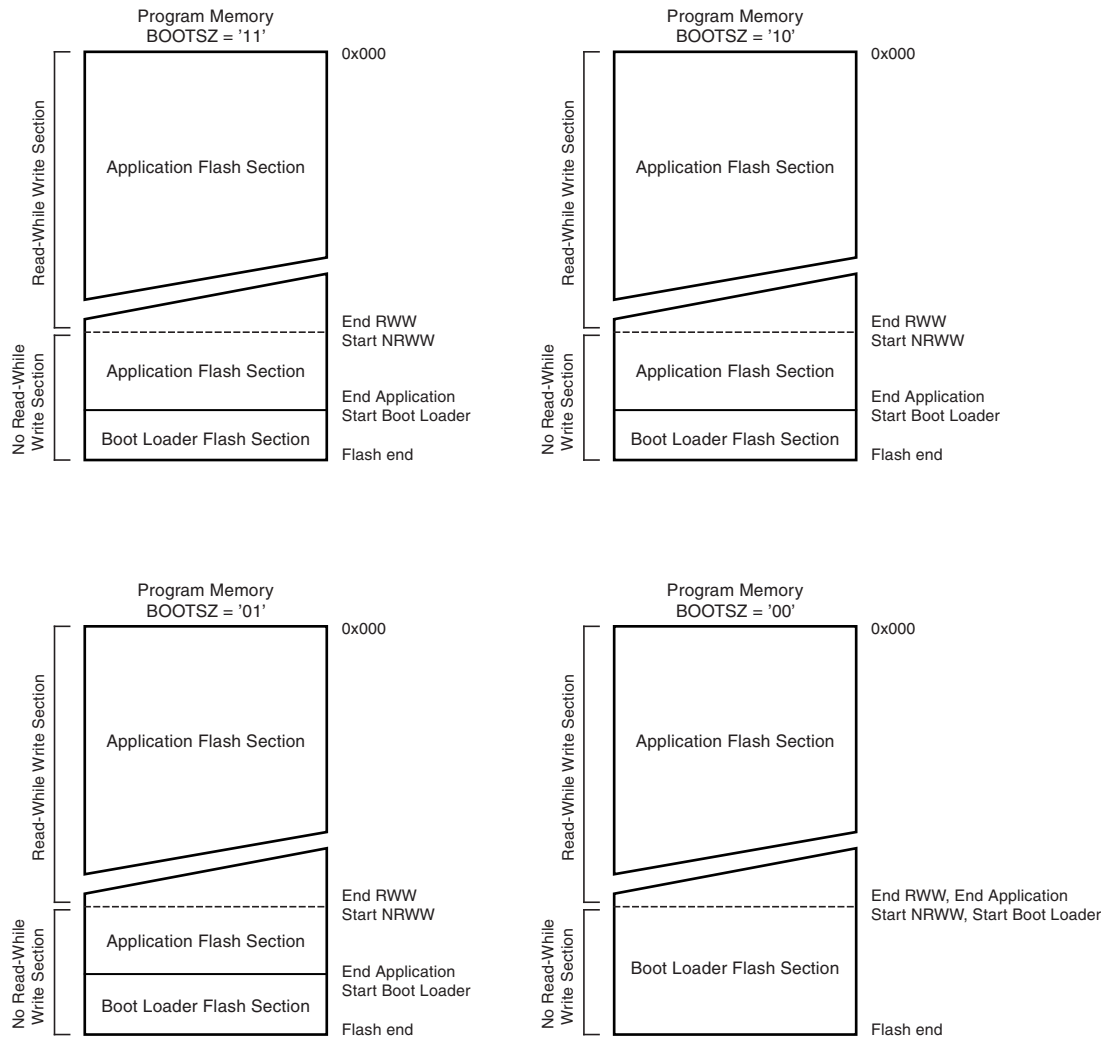 Program Memory
BOOTSZ = '11'
0x000
Read-While Write Section
Application Flash Section
End RWW
Start NRWW
No Read-While
Write Section
Application Flash Section
End Application
Start Boot Loader
Boot Loader Flash Section
Flash end
Program Memory
BOOTSZ = '10'
0x000
Read-While Write Section
Application Flash Section
End RWW
Start NRWW
No Read-While
Write Section
Application Flash Section
End Application
Start Boot Loader
Boot Loader Flash Section
Flash end
Program Memory
BOOTSZ = '01'
0x000
Read-While Write Section
Application Flash Section
End RWW
Start NRWW
No Read-While
Write Section
Application Flash Section
End Application
Start Boot Loader
Boot Loader Flash Section
Flash end
Program Memory
BOOTSZ = '00'
0x000
Read-While Write Section
Application Flash Section
End RWW, End Application
Start NRWW, Start Boot Loader
No Read-While
Write Section
Boot Loader Flash Section
Flash end